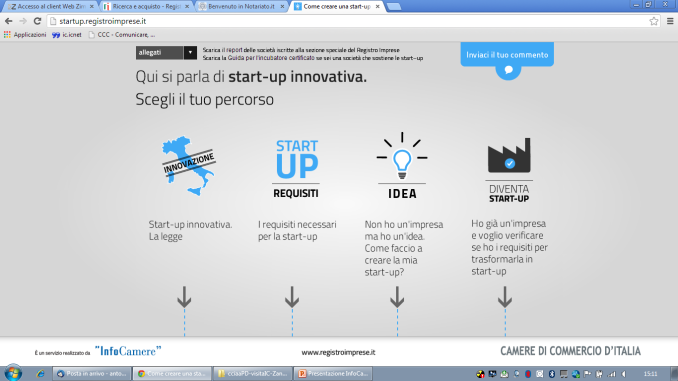 Accesso al client Web Zim
Ricerca e acquisto - Regis
Benvenuto in Notariato.it
Come creare una start-up
startup.registroimprese.it
Applicazioni
ic.icnet
CCC - Comunicare, ...
allegati
Scarica il report delle società iscritte alla sezione speciale del Registro Imprese
Scarica la Guida per l'incubatore certificato se sei una società che sostiene le start-up
Inviaci il tuo commento
Qui si parla di start-up innovativa.
Scegli il tuo percorso
INNOVAZIONE
START
UP
REQUISITI
IDEA
DIVENTA
START-UP
Start-up innovativa.
La legge
I requisiti necessari
per la start-up
Non ho un'impresa
ma ho un'idea.
Come faccio a
creare la mia
start-up?
Ho già un'impresa
e voglio verificare
se ho i requisiti per
trasformarla in
start-up
È un servizio realizzato da
"InfoCamere"
www.registroimprese.it
CAMERE DI COMMERCIO D'ITALIA
Posta in arrivo - anto...
Come creare una sta...
cciaaPD-visitaIC-Zan...
Presentazione InfoCa...
15:11